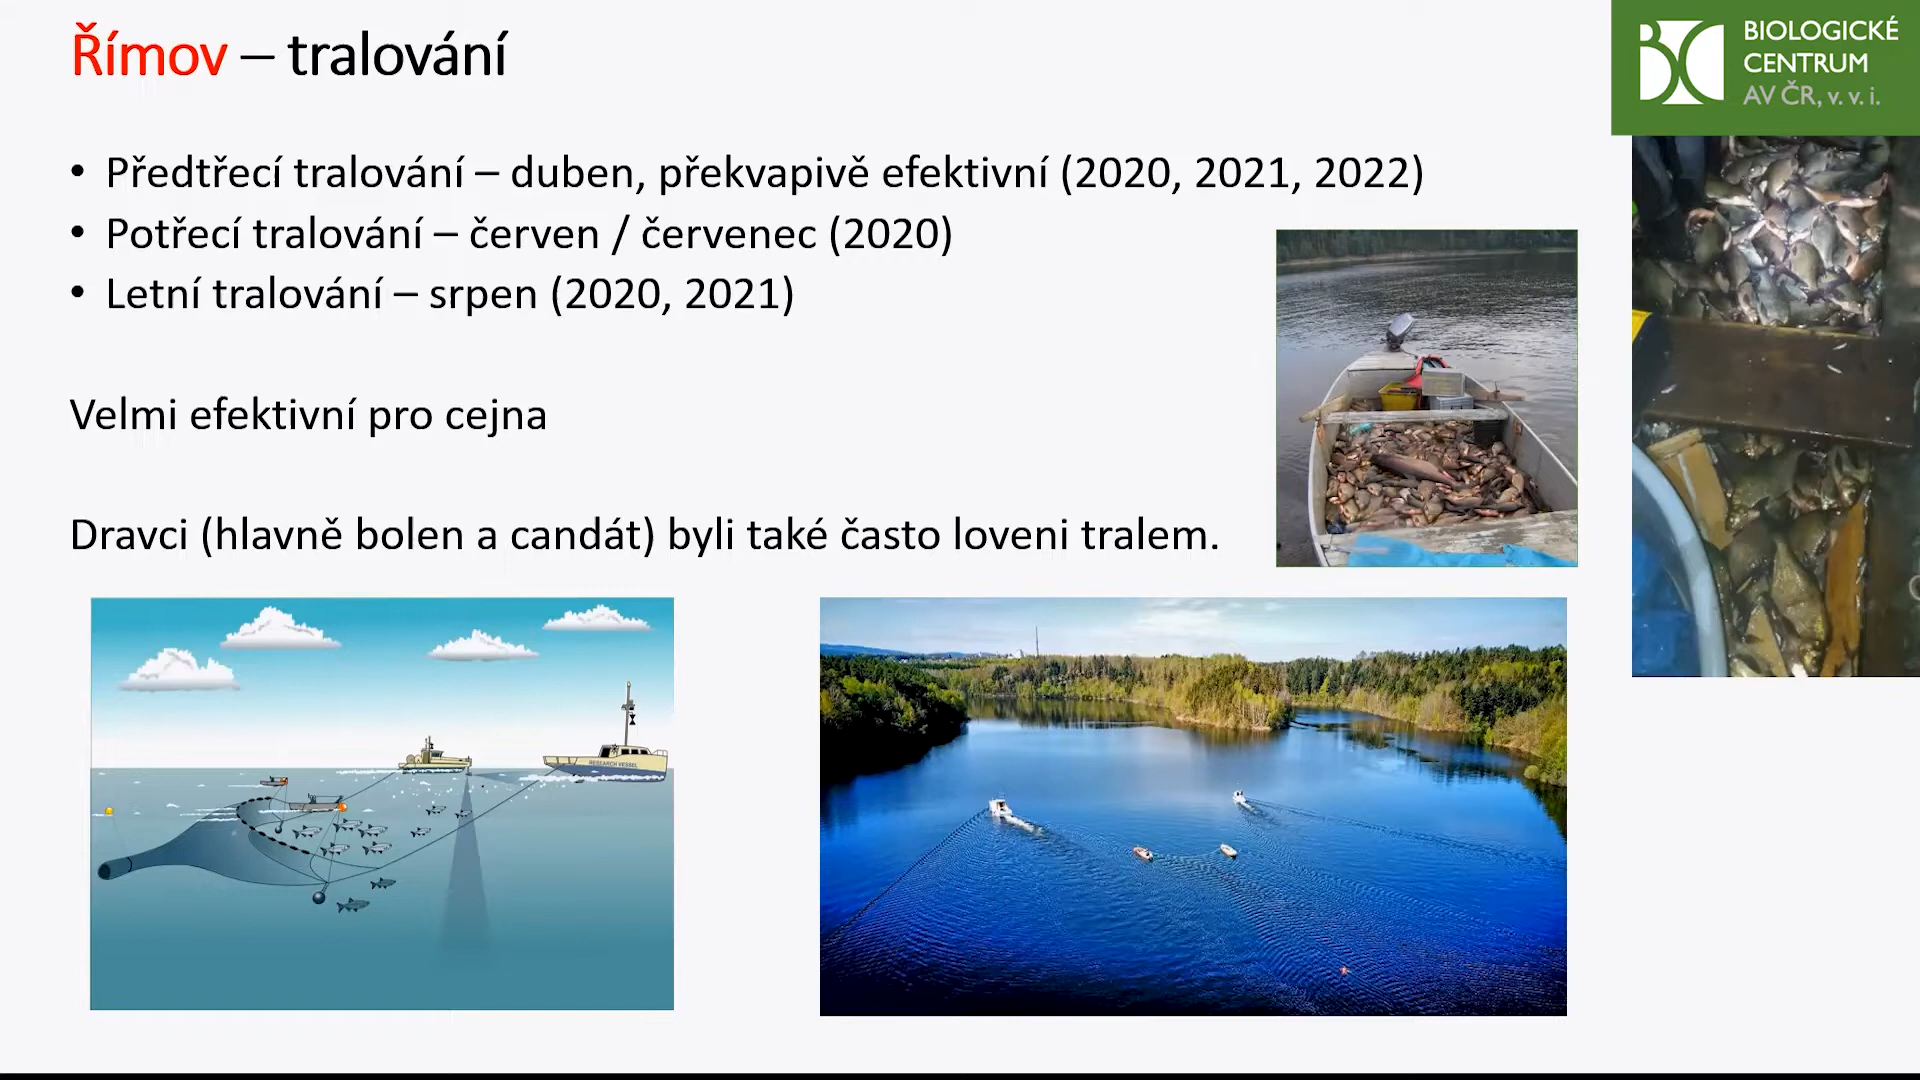 Římov – tralování
BIOLOGICKÉ
CENTRUM
AV ČR, v. v. i.
• Předtřecí tralování – duben, překvapivě efektivní (2020, 2021, 2022)
• Potřecí tralování – červen / červenec (2020)
• Letní tralování – srpen (2020, 2021)
Velmi efektivní pro cejna
Dravci (hlavně bolen a candát) byli také často loveni tralem.
RESEARCH VESSEL